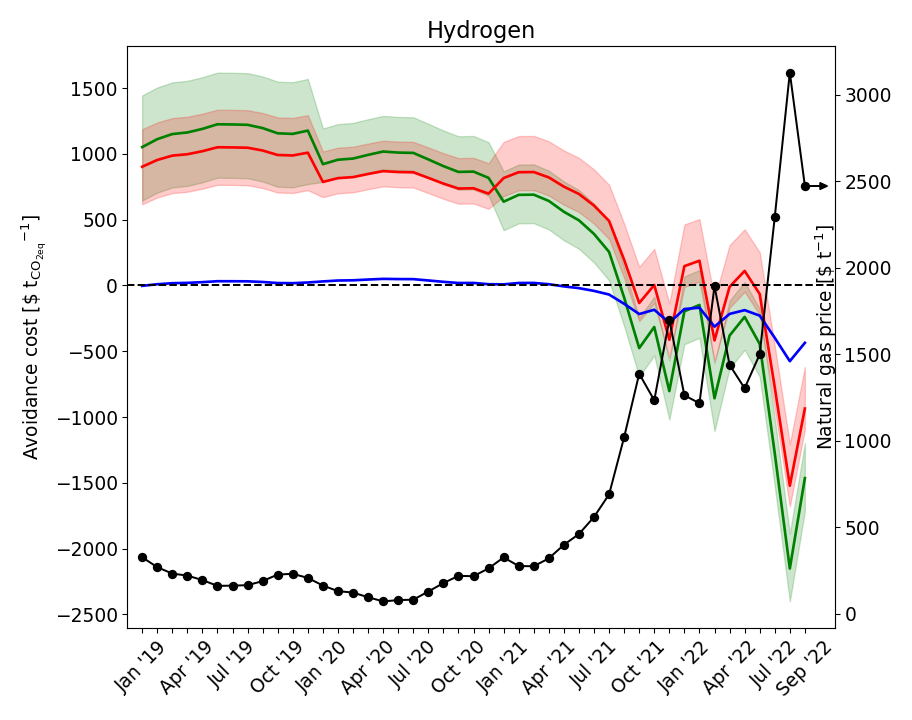 Hydrogen
Avoidance cost [$ t_CO2eq^−1]
1500
1000
500
0
−500
−1000
−1500
−2000
−2500
Natural gas price [$ t^−1]
3000
2500
2000
1500
1000
500
0
Jan '19
Apr '19
Jul '19
Oct '19
Jan '20
Apr '20
Jul '20
Oct '20
Jan '21
Apr '21
Jul '21
Oct '21
Jan '22
Apr '22
Jul '22
Sep '22